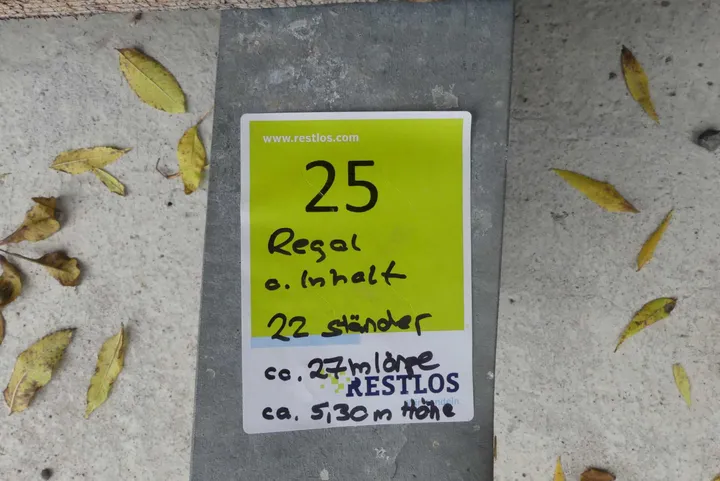 www.restlos.com
25
Regal
o. Inhalt
22 ständer
ca. 27m länge
RESTLOS
ca. 5,30m Höhe